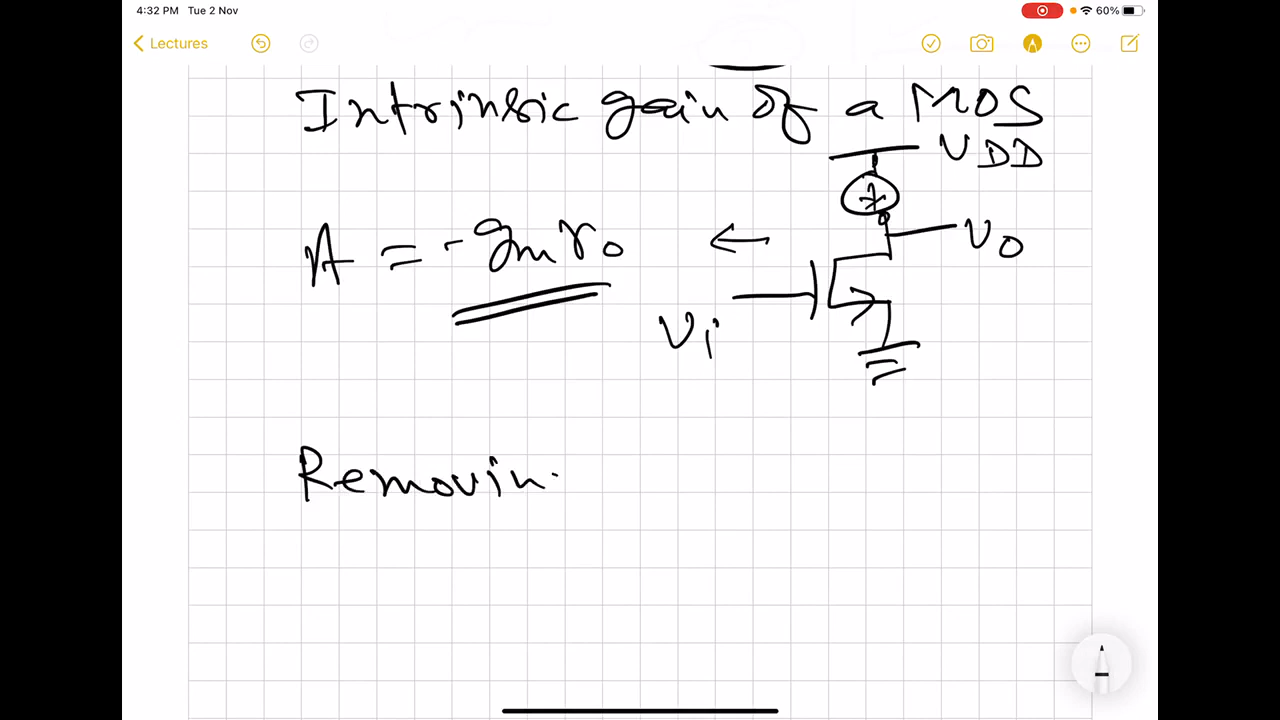 4:32 PM Tue 2 Nov
60%
Lectures
Intrinsic gain of a MOS
VDD
A = - gmro ←
Vo
Vi
Removin